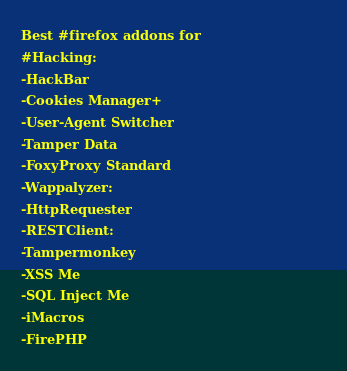 Best #firefox addons for
#Hacking:
-HackBar
-Cookies Manager+
-User-Agent Switcher
-Tamper Data
-FoxyProxy Standard
-Wappalyzer:
-HttpRequester
-RESTClient:
-Tampermonkey
-XSS Me
-SQL Inject Me
-iMacros
-FirePHP